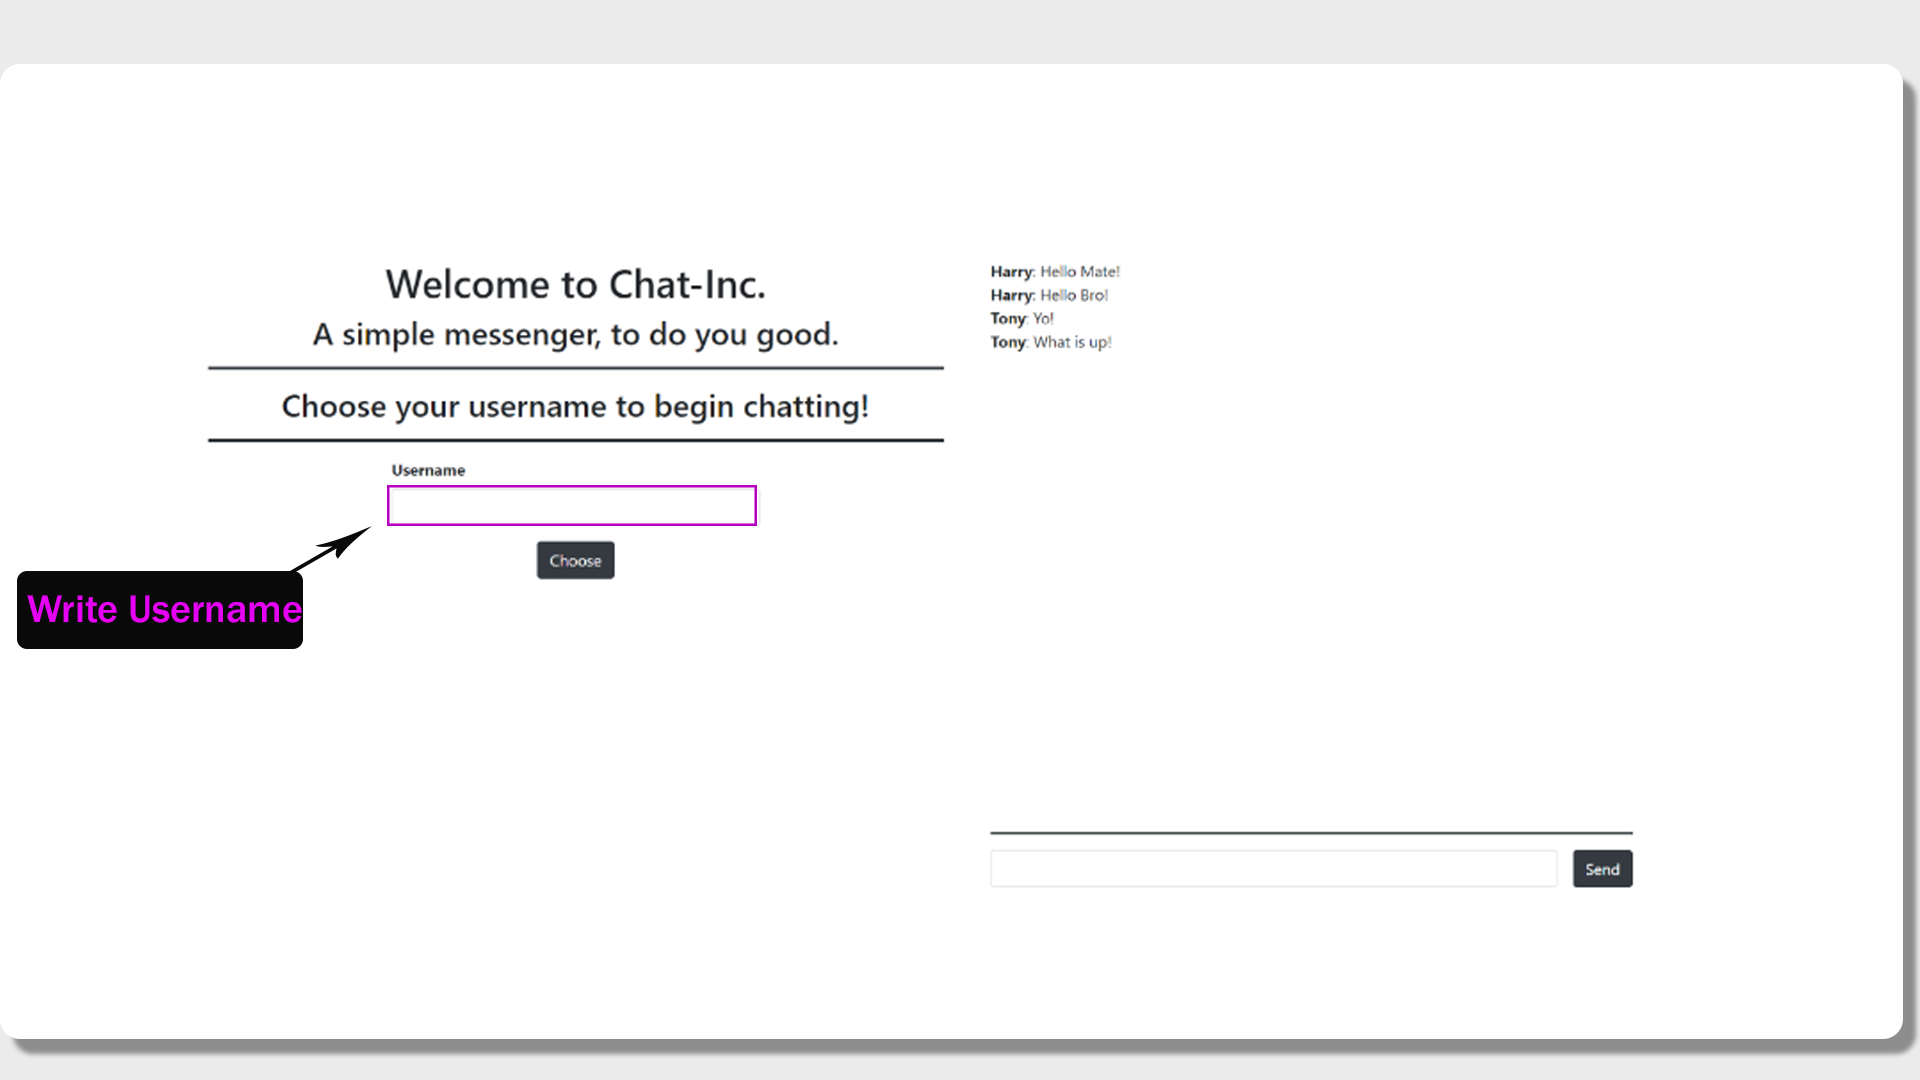 Welcome to Chat-Inc.
A simple messenger, to do you good.
Choose your username to begin chatting!
Username
Choose
Write Username
Harry: Hello Mate!
Harry: Hello Bro!
Tony: Yo!
Tony: What is up!
Send